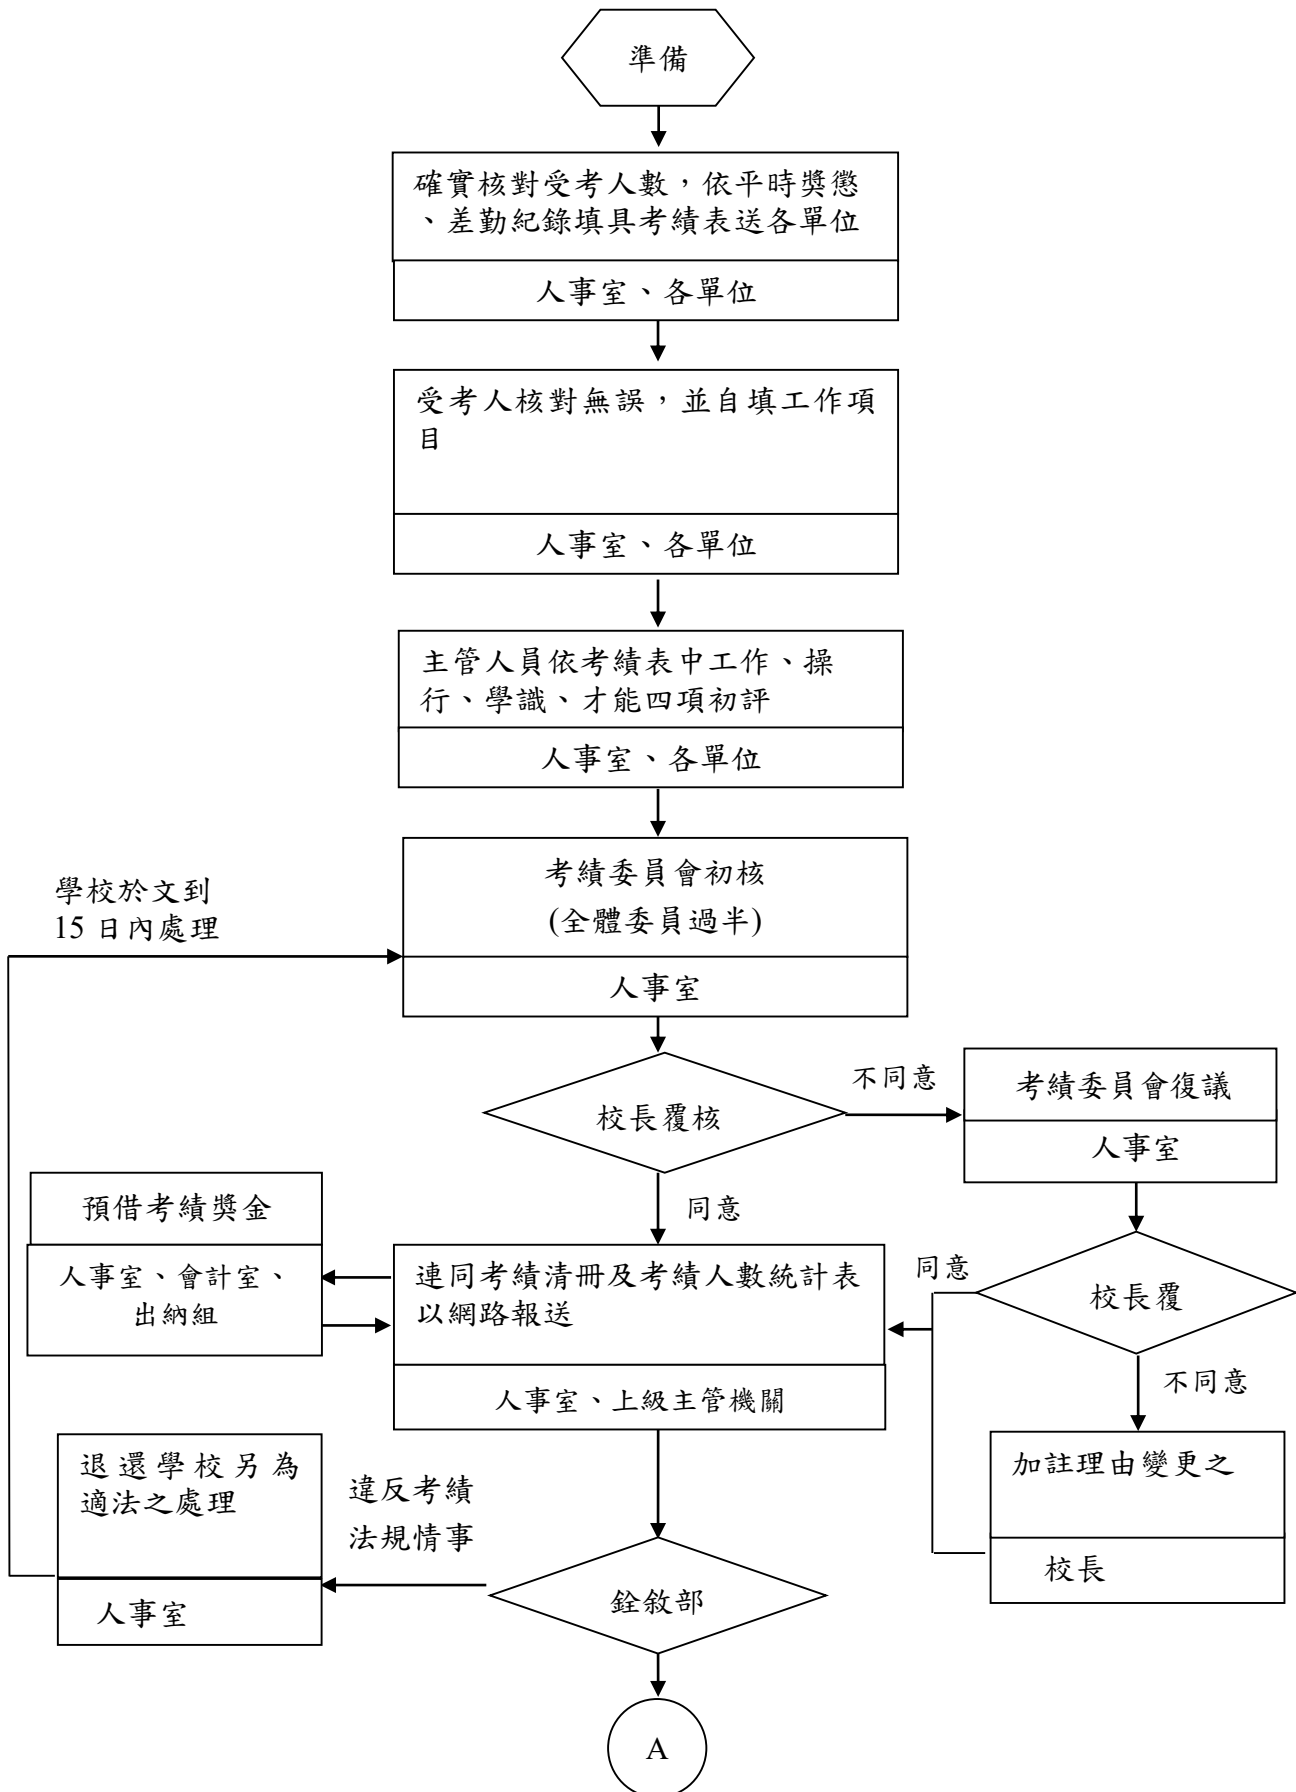 準備
確實核對受考人數，依平時獎懲
、差勤紀錄填具考績表送各單位
人事室、各單位
受考人核對無誤，並自填工作項
目
人事室、各單位
主管人員依考績表中工作、操
行、學識、才能四項初評
人事室、各單位
學校於文到
15 日內處理
考績委員會初核
(全體委員過半)
人事室
校長覆核
不同意
考績委員會復議
人事室
同意
預借考績獎金
人事室、會計室、
出納組
連同考績清冊及考績人數統計表
以網路報送
人事室、上級主管機關
同意
校長覆
不同意
加註理由變更之
校長
退還學校另為
適法之處理
人事室
違反考績
法規情事
銓敘部
A